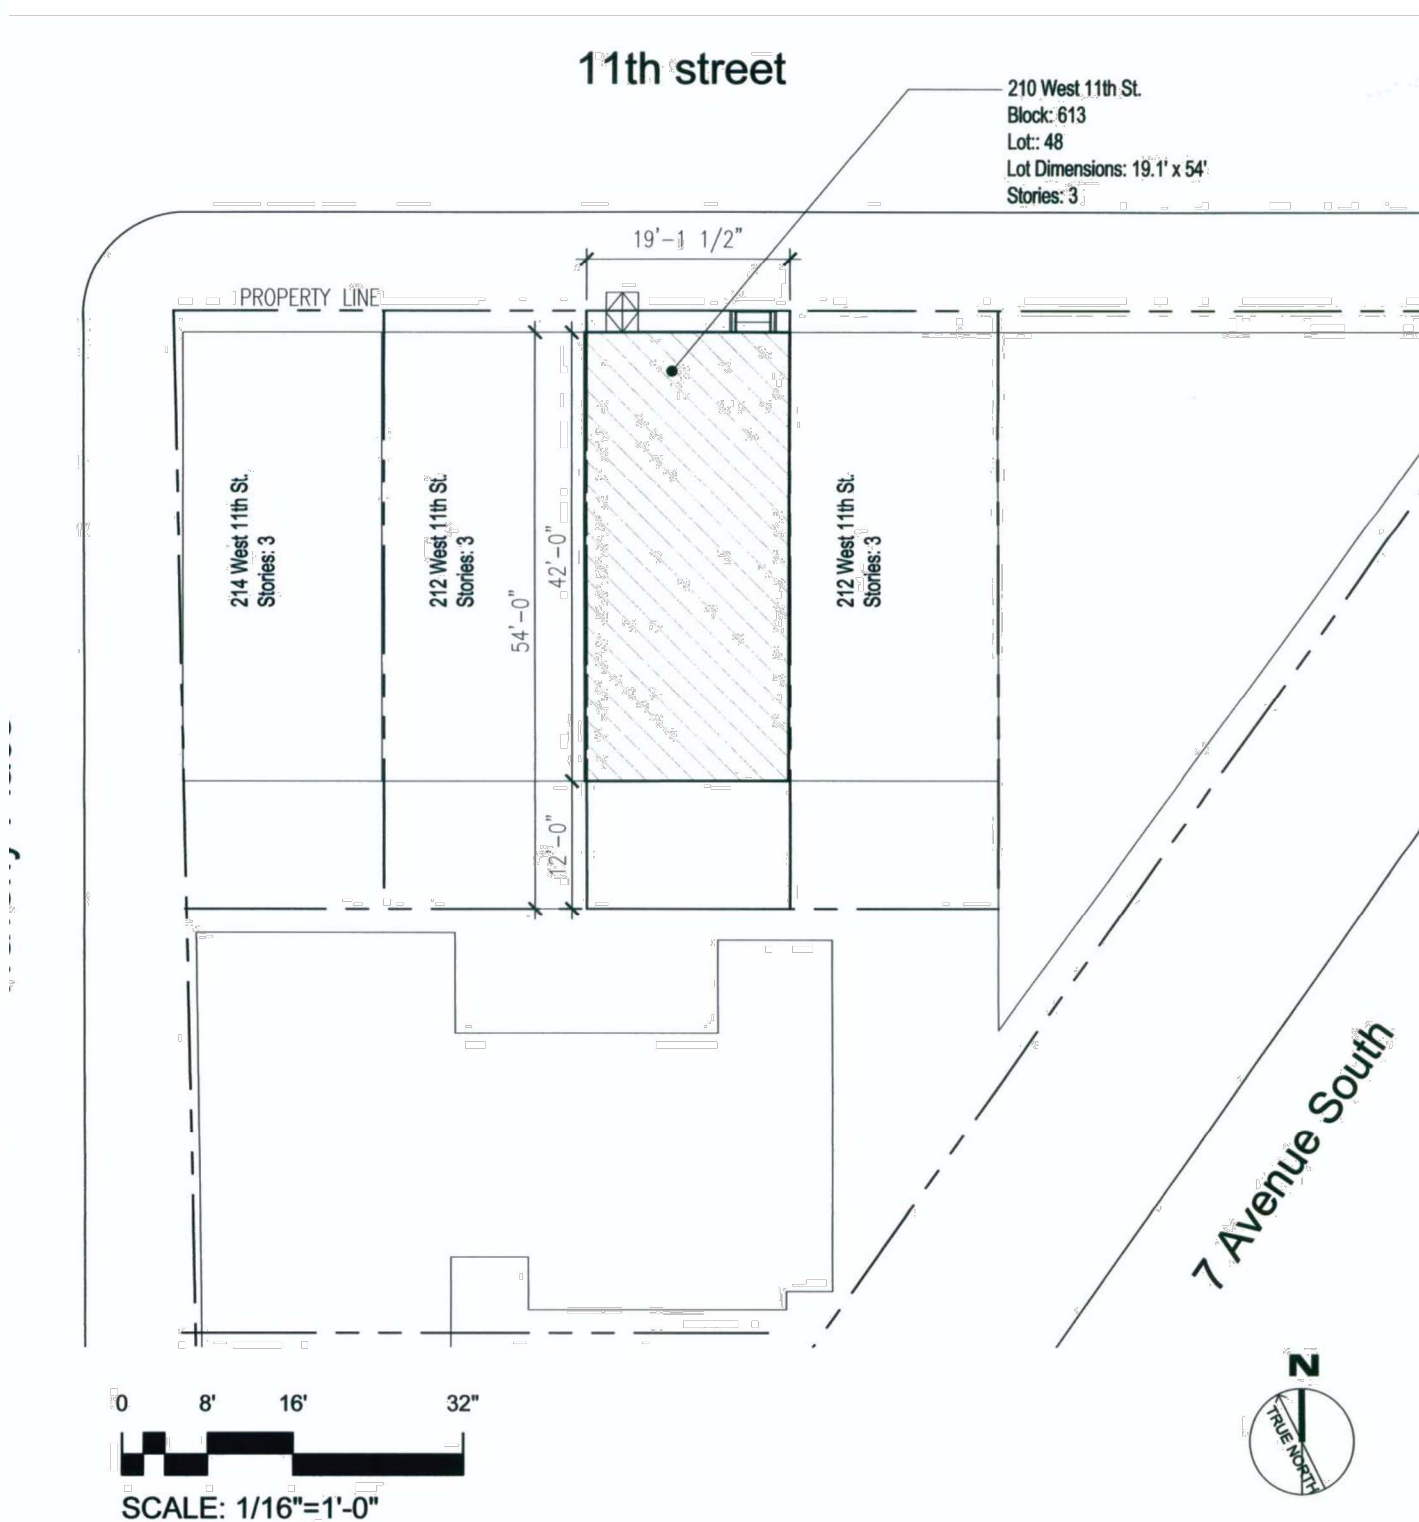 11th street
210 West 11th St.
Block: 613
Lot:: 48
Lot Dimensions: 19.1' x 54'
Stories: 3
19'-1 1/2"
PROPERTY LINE
214 West 11th St.
Stories: 3
212 West 11th St.
Stories: 3
54'-0"
42'-0"
12'-0"
212 West 11th St.
Stories: 3
7 Avenue South
0 8' 16' 32"
SCALE: 1/16"=1'-0"
N
TRUE NORTH